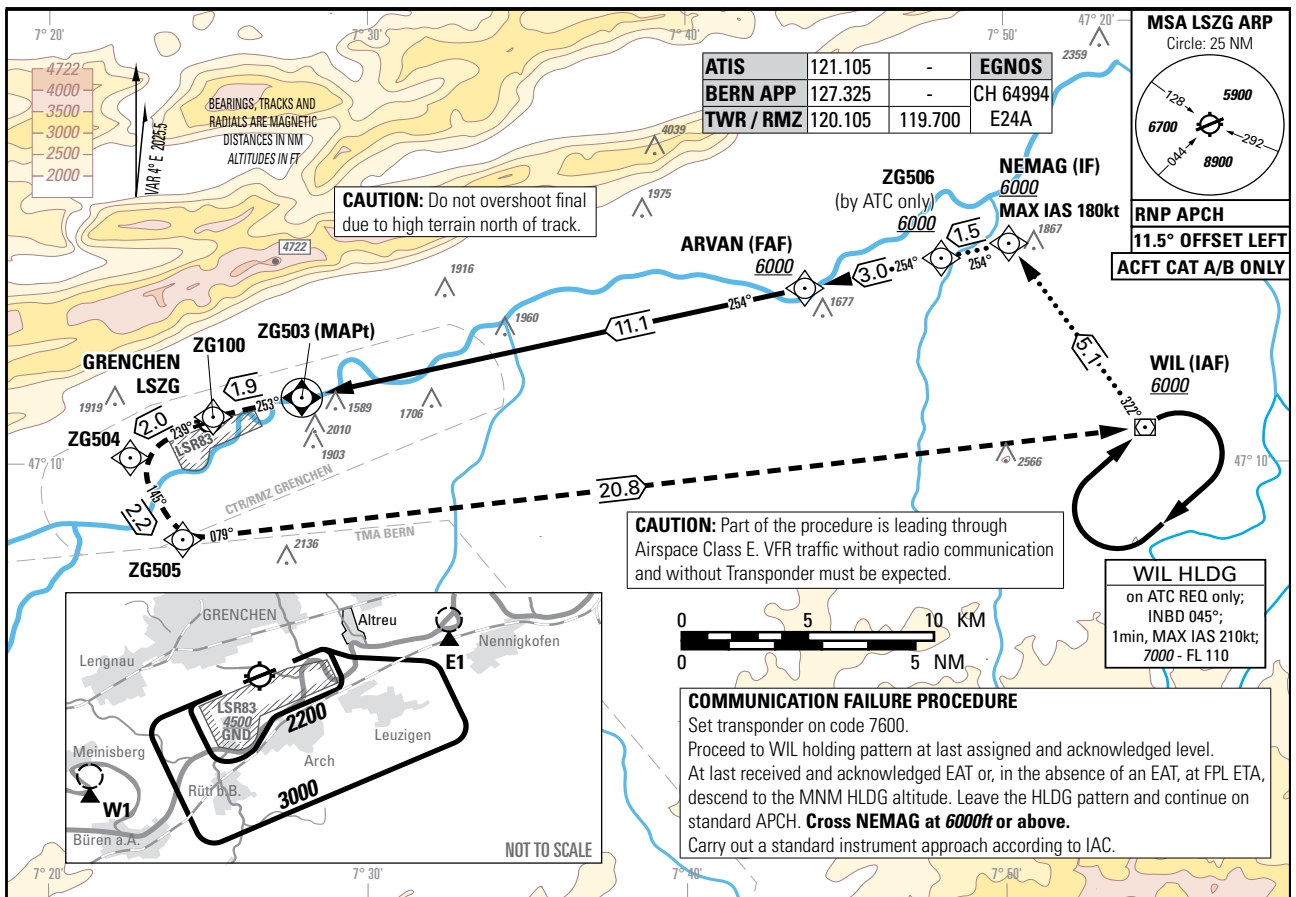 7° 20'
7° 40'
7° 50'
47° 20'
MSA LSZG ARP
Circle: 25 NM
128
5900
6700
292
044
8900
RNP APCH
11.5° OFFSET LEFT
ACFT CAT A/B ONLY
4722
4000
3500
3000
2500
2000
VAR 4° E 2025.5
BEARINGS, TRACKS AND
RADIALS ARE MAGNETIC
DISTANCES IN NM
ALTITUDES IN FT
ATIS 121.105 - EGNOS
BERN APP 127.325 - CH 64994
TWR / RMZ 120.105 119.700 E24A
2359
4039
1975
CAUTION: Do not overshoot final
due to high terrain north of track.
ZG506
(by ATC only)
6000
NEMAG (IF)
6000
MAX IAS 180kt
1867
ARVAN (FAF)
6000
1.5
254°
3.0
254°
4722
1916
1677
1960
254°
11.1
5.1
322°
WIL (IAF)
6000
ZG503 (MAPt)
ZG100
GRENCHEN
LSZG
1.9
253°
1919
2.0
239°
LSR83
1589
1706
2010
1903
ZG504
47° 10'
145°
2.2
CTR/RMZ GRENCHEN
2566
47° 10'
20.8
079°
TMA BERN
2136
ZG505
CAUTION: Part of the procedure is leading through
Airspace Class E. VFR traffic without radio communication
and without Transponder must be expected.
WIL HLDG
on ATC REQ only;
INBD 045°;
1min, MAX IAS 210kt;
7000 - FL 110
0 5 10 KM
0 5 NM
GRENCHEN
Altreu
Lengnau
Nennigkofen
E1
LSR83
4500
GND
2200
Leuzigen
Meinisberg
Arch
Rüti b.B.
3000
W1
Büren a.A.
NOT TO SCALE
COMMUNICATION FAILURE PROCEDURE
Set transponder on code 7600.
Proceed to WIL holding pattern at last assigned and acknowledged level.
At last received and acknowledged EAT or, in the absence of an EAT, at FPL ETA,
descend to the MNM HLDG altitude. Leave the HLDG pattern and continue on
standard APCH. Cross NEMAG at 6000ft or above.
Carry out a standard instrument approach according to IAC.
7° 20'
7° 30'
7° 40'
7° 50'